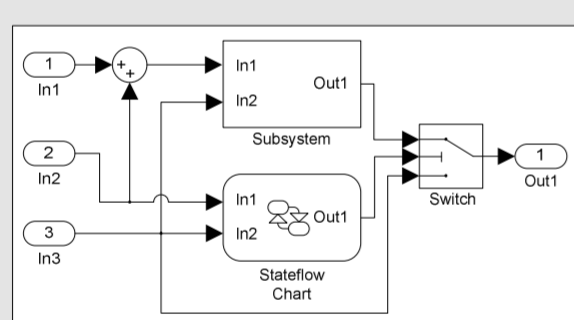 1
In1
+
+
In1
In2
Out1
Subsystem
2
In2
3
In3
In1
In2
Out1
Stateflow
Chart
Switch
1
Out1